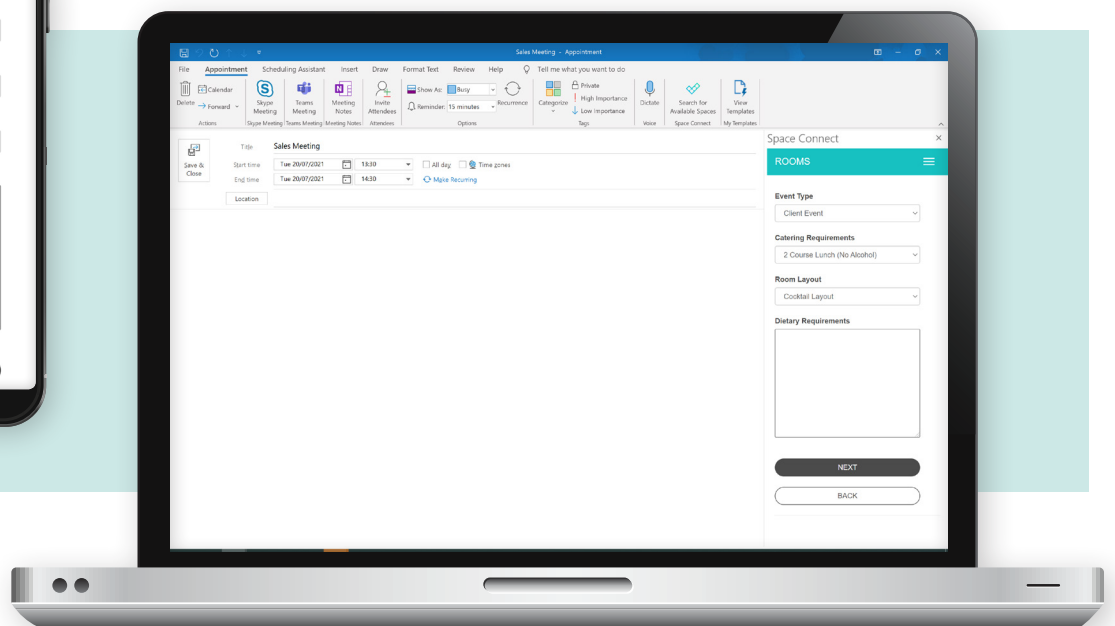 Sales Meeting - Appointment
File Appointment Scheduling Assistant Insert Draw Format Text Review Help Tell me what you want to do
Delete
Calendar
Forward
Actions
Skype Meeting
Skype Meeting
Teams Meeting
Teams Meeting
Meeting Notes
Meeting Notes
Invite Attendees
Attendees
Show As: Busy
Reminder: 15 minutes
Recurrence
Options
Categorize
Private
High Importance
Low Importance
Tags
Dictate
Voice
Search for Available Spaces
Space Connect
View Templates
My Templates
Save & Close
Title Sales Meeting
Start time Tue 20/07/2021 13:30 All day Time zones
End time Tue 20/07/2021 14:30 Make Recurring
Location
Space Connect
ROOMS
Event Type
Client Event
Catering Requirements
2 Course Lunch (No Alcohol)
Room Layout
Cocktail Layout
Dietary Requirements
NEXT
BACK